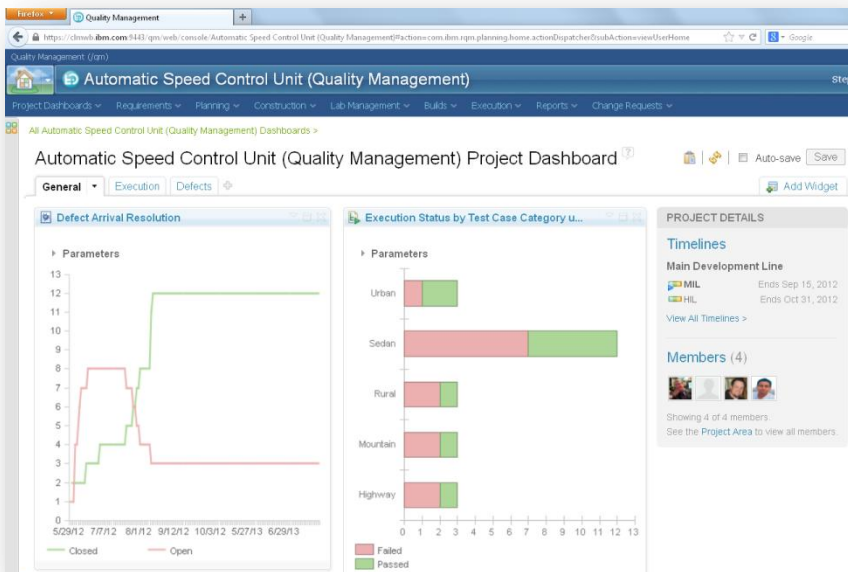 Firefox
Quality Management
https://clmwb.ibm.com:9443/qm/web/console/Automatic Speed Control Unit (Quality Management)#action=com.ibm.rqm.planning.home.actionDispatcher&subAction=viewUserHome
Google
Quality Management (/qm)
Automatic Speed Control Unit (Quality Management)
Step
Project Dashboards
Requirements
Planning
Construction
Lab Management
Builds
Execution
Reports
Change Requests
All Automatic Speed Control Unit (Quality Management) Dashboards >
Automatic Speed Control Unit (Quality Management) Project Dashboard
?
Auto-save
Save
General
Execution
Defects
Add Widget
Defect Arrival Resolution
Parameters
13
12
11
10
9
8
7
6
5
4
3
2
1
0
5/29/12 7/7/12 8/1/12 9/12/12 10/3/12 5/27/13 6/29/13
Closed
Open
Execution Status by Test Case Category u...
Parameters
Urban
Sedan
Rural
Mountain
Highway
0 1 2 3 4 5 6 7 8 9 10 11 12 13
Failed
Passed
PROJECT DETAILS
Timelines
Main Development Line
MIL Ends Sep 15, 2012
HIL Ends Oct 31, 2012
View All Timelines >
Members (4)
Showing 4 of 4 members.
See the Project Area to view all members.